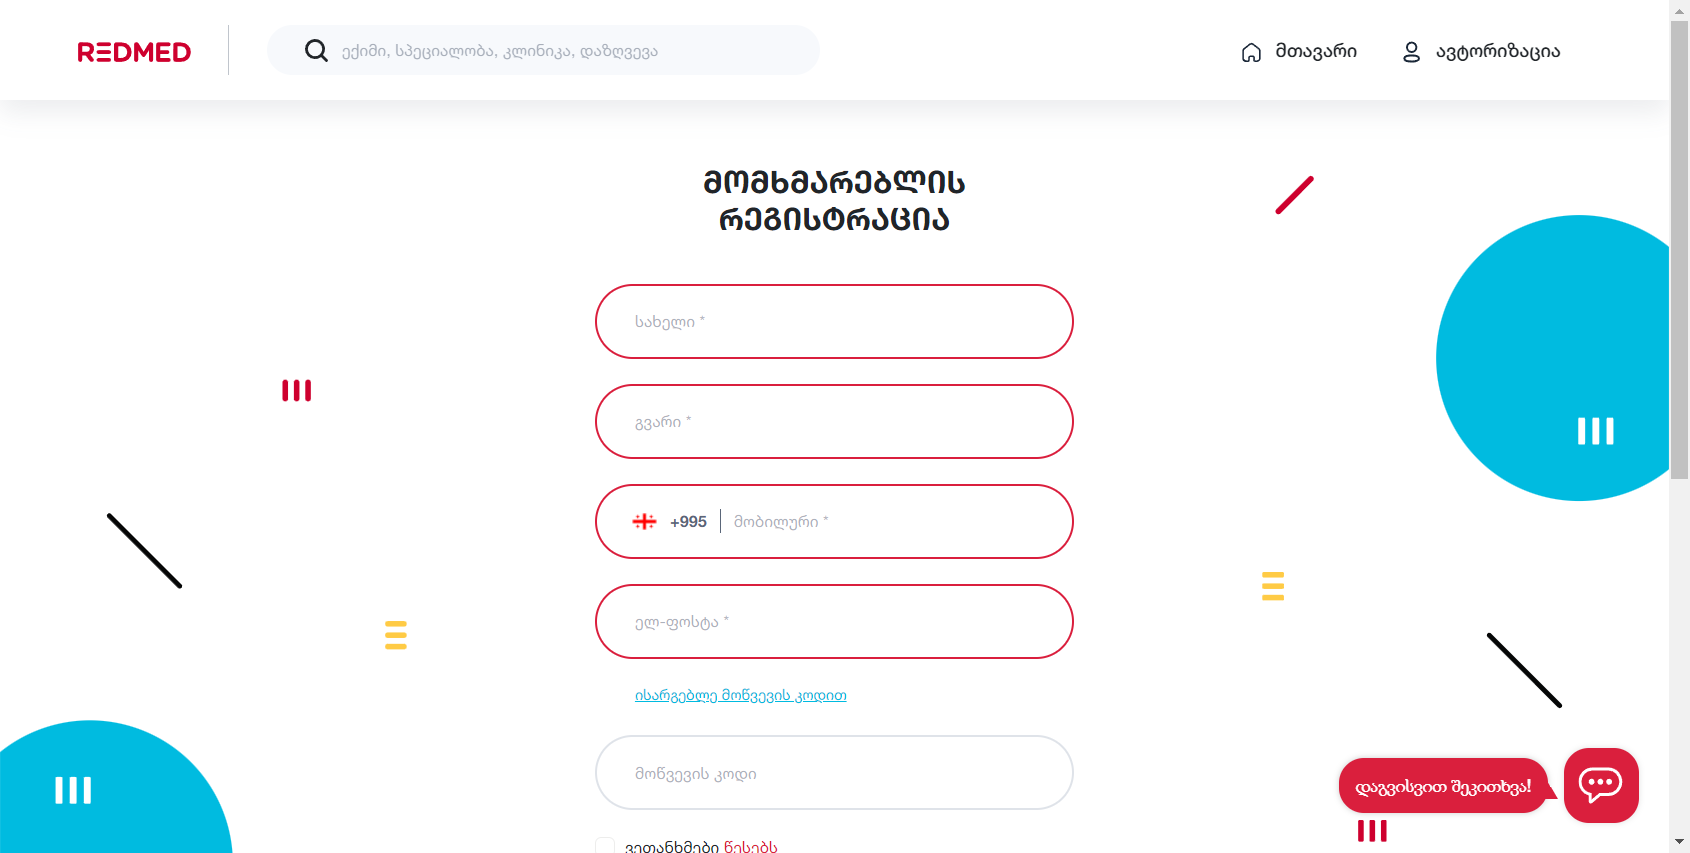 REDMED
ექიმი, სპეციალობა, კლინიკა, დაზღვევა
მთავარი
ავტორიზაცია
მომხმარებლის
რეგისტრაცია
სახელი *
გვარი *
+995 მობილური *
ელ-ფოსტა *
ისარგებლე მოწვევის კოდით
მოწვევის კოდი
ვეთანხმები წესებს
დაგვისვით შეკითხვა!